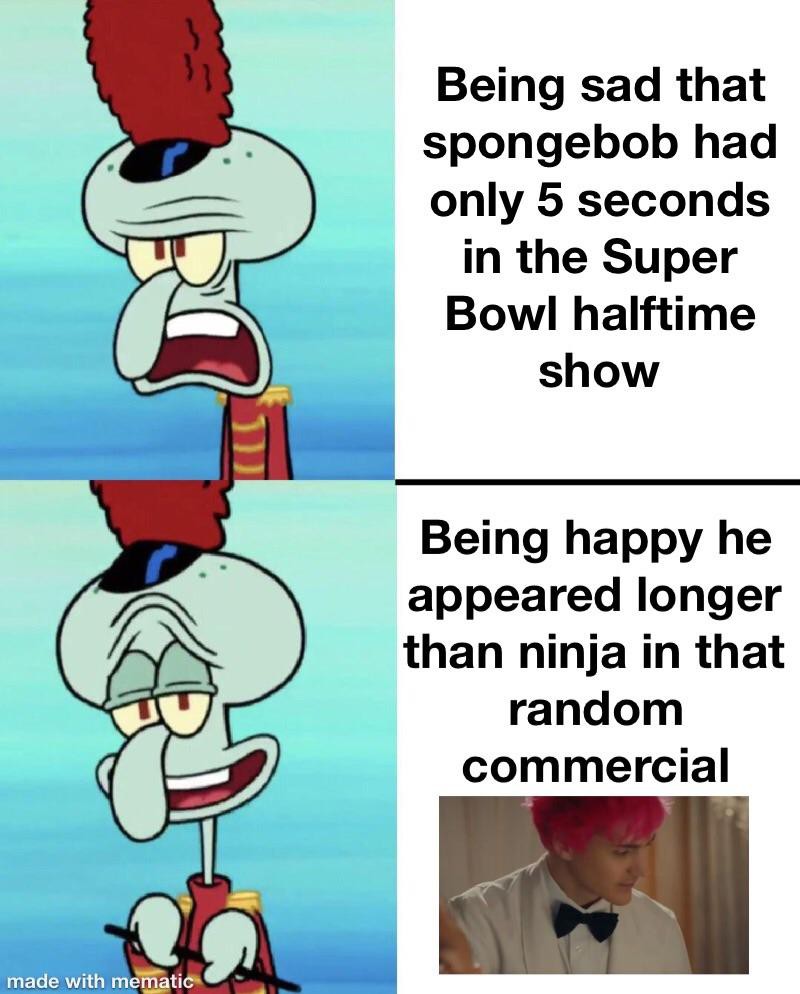 Being sad that
spongebob had
only 5 seconds
in the Super
Bowl halftime
show
Being happy he
appeared longer
than ninja in that
random
commercial
made with mematic